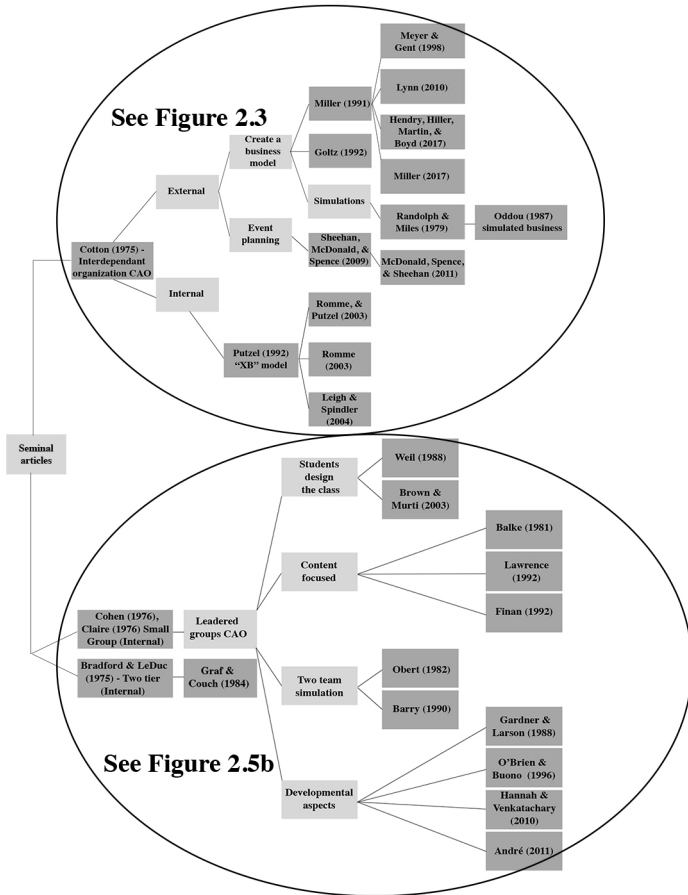 See Figure 2.3
Seminal
articles
Cotton (1975) -
Interdependant
organization CAO
External
Create a
business
model
Miller (1991)
Meyer &
Gent (1998)
Lynn (2010)
Hendry, Hiller,
Martin, &
Boyd (2017)
Miller (2017)
Goltz (1992)
Simulations
Randolph &
Miles (1979)
Oddou (1987)
simulated business
Event
planning
Sheehan,
McDonald, &
Spence (2009)
McDonald, Spence,
& Sheehan (2011)
Internal
Putzel (1992)
“XB” model
Romme, &
Putzel (2003)
Romme
(2003)
Leigh &
Spindler
(2004)
Cohen (1976),
Claire (1976) Small
Group (Internal)
Leadered
groups CAO
Students
design
the class
Weil (1988)
Brown &
Murti (2003)
Content
focused
Balke (1981)
Lawrence
(1992)
Finan (1992)
Two team
simulation
Obert (1982)
Barry (1990)
Developmental
aspects
Gardner &
Larson (1988)
O’Brien &
Buono (1996)
Hannah &
Venkatachary
(2010)
André (2011)
Bradford & LeDuc
(1975) - Two tier
(Internal)
Graf &
Couch (1984)
See Figure 2.5b